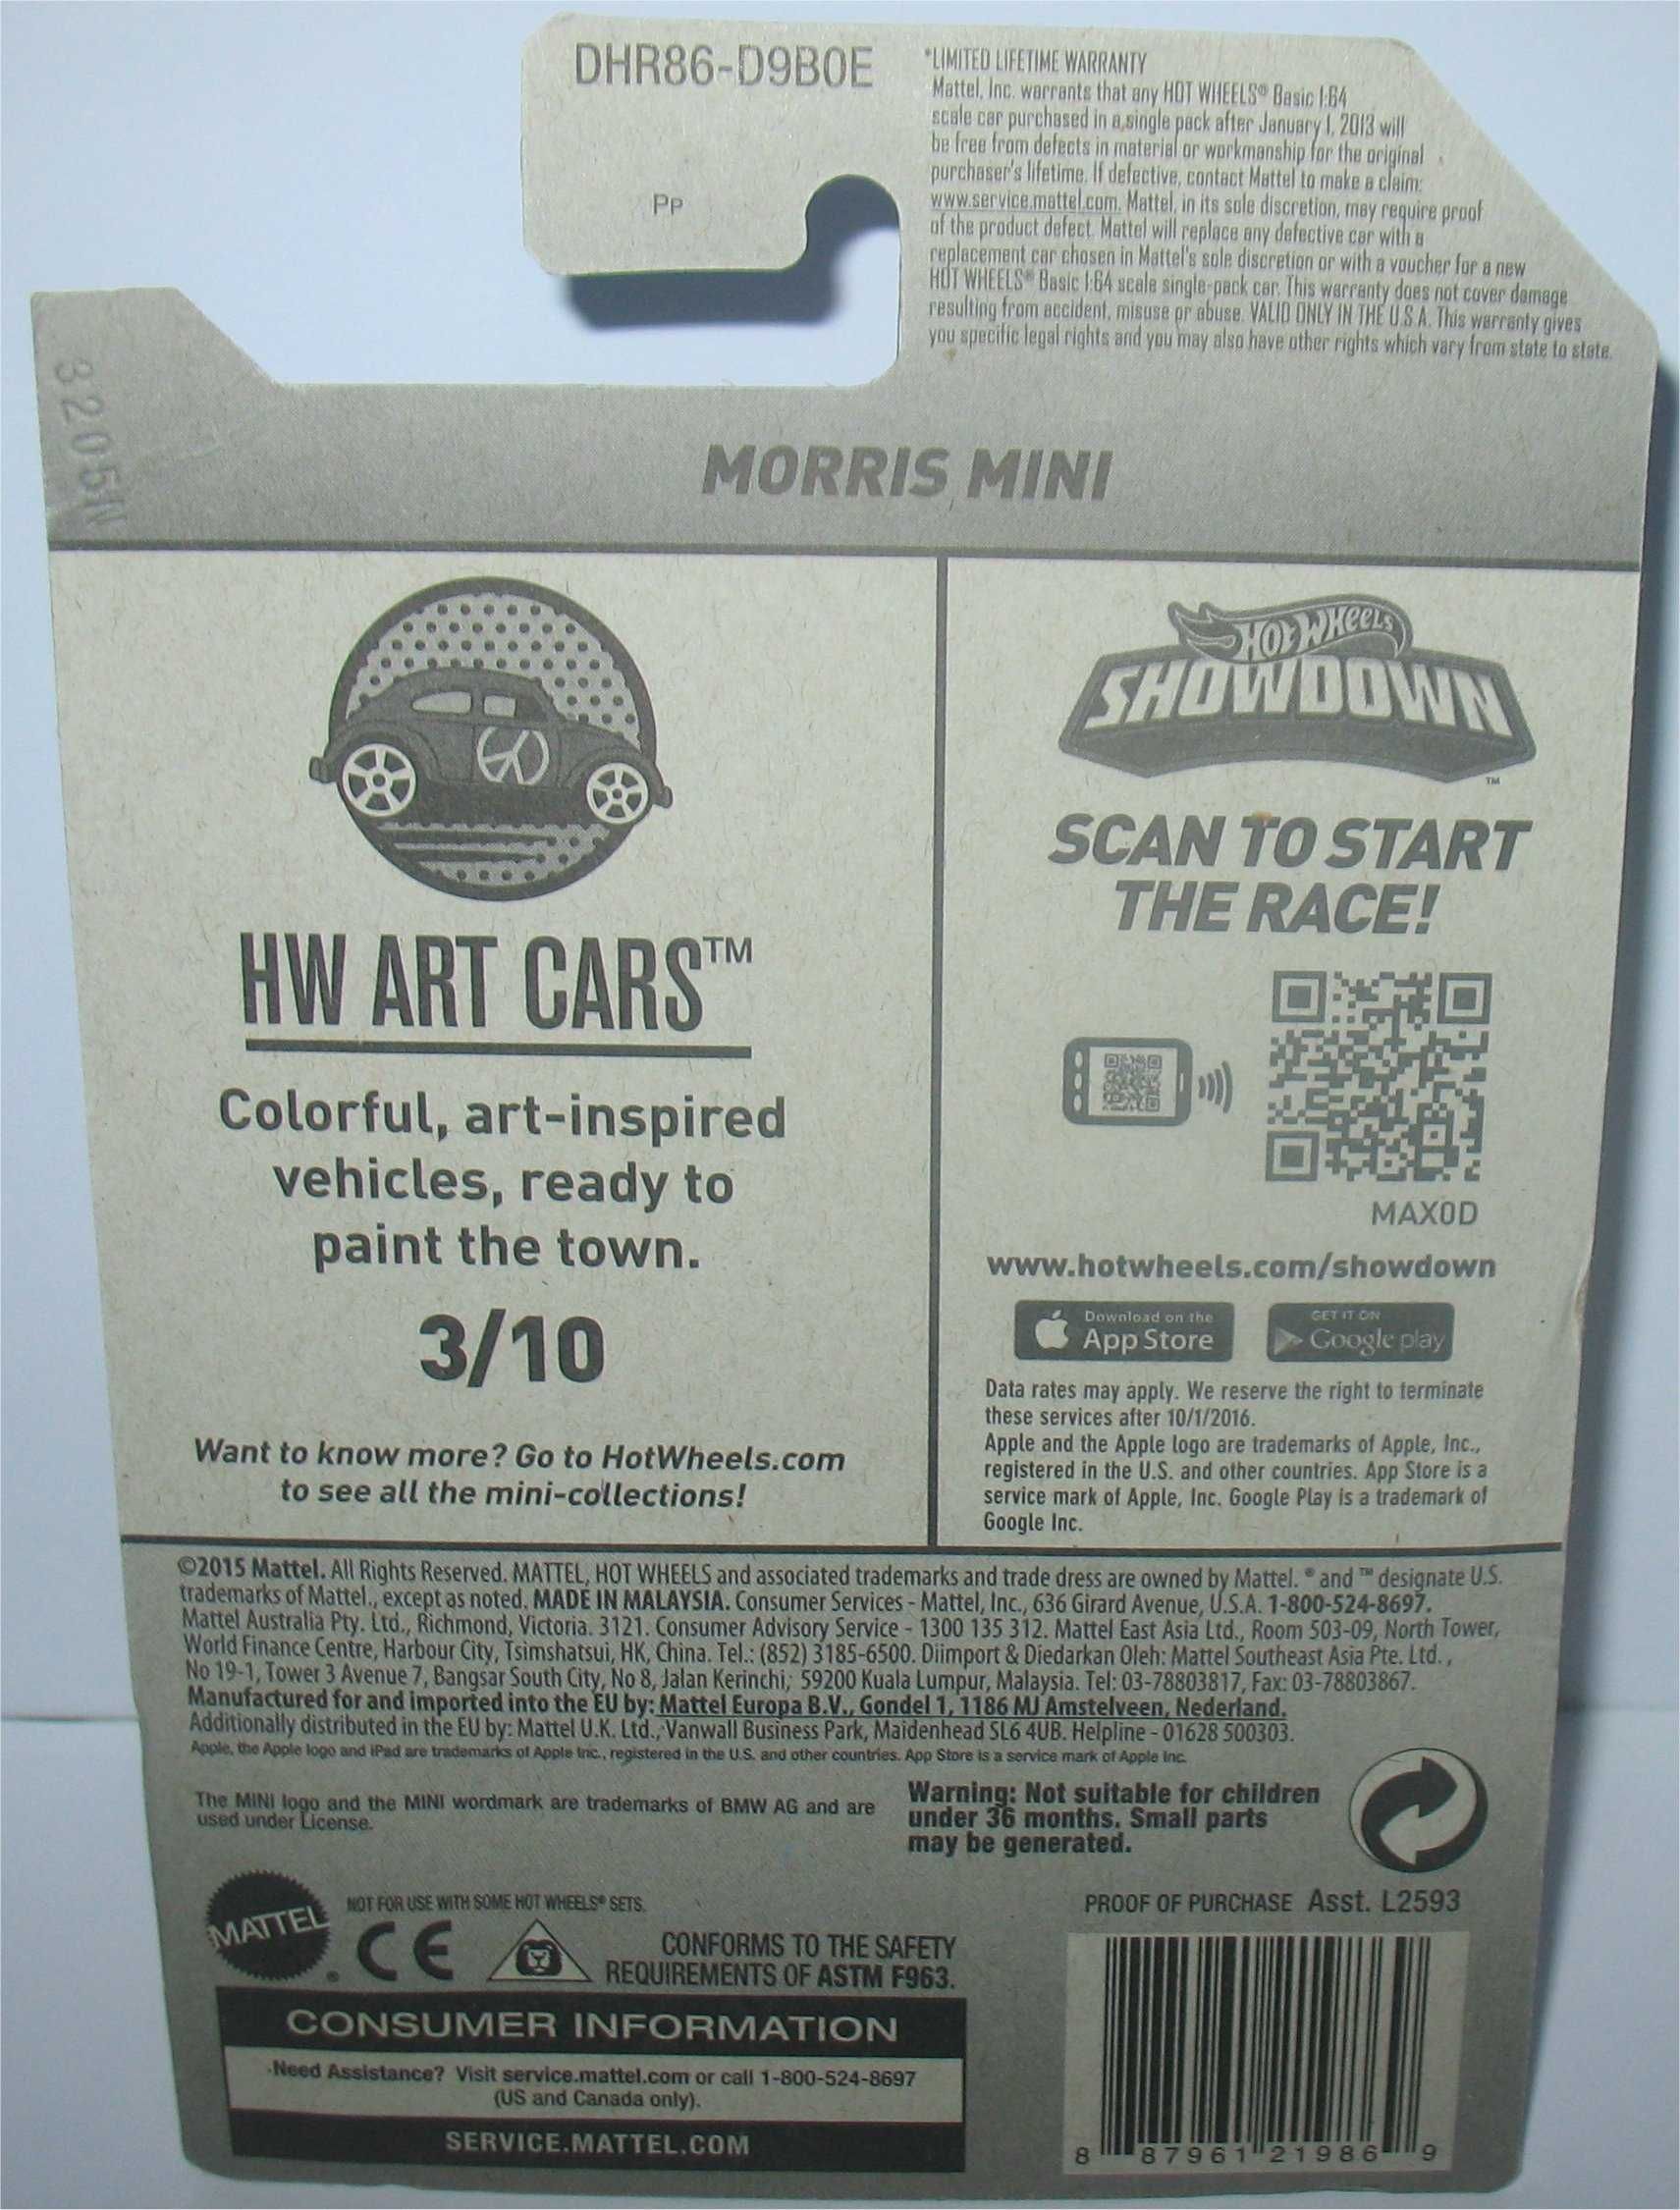 DHR86-D9B0E
Pp
*LIMITED LIFETIME WARRANTY
Mattel, Inc. warrants that any HOT WHEELS® Basic 1:64
scale car purchased in a single pack after January 1, 2013 will
be free from defects in material or workmanship for the original
purchaser's lifetime. If defective, contact Mattel to make a claim:
www.service.mattel.com. Mattel, in its sole discretion, may require proof
of the product defect. Mattel will replace any defective car with a
replacement car chosen in Mattel's sole discretion or with a voucher for a new
HOT WHEELS® Basic 1:64 scale single-pack car. This warranty does not cover damage
resulting from accident, misuse or abuse. VALID ONLY IN THE U.S.A. This warranty gives
you specific legal rights and you may also have other rights which vary from state to state.
MORRIS MINI
HW ART CARS™
Colorful, art-inspired
vehicles, ready to
paint the town.
3/10
Want to know more? Go to HotWheels.com
to see all the mini-collections!
HOT WHEELS
SHOWDOWN
™
SCAN TO START
THE RACE!
MAX0D
www.hotwheels.com/showdown
Download on the
App Store
GET IT ON
Google play
Data rates may apply. We reserve the right to terminate
these services after 10/1/2016.
Apple and the Apple logo are trademarks of Apple, Inc.,
registered in the U.S. and other countries. App Store is a
service mark of Apple, Inc. Google Play is a trademark of
Google Inc.
©2015 Mattel. All Rights Reserved. MATTEL, HOT WHEELS and associated trademarks and trade dress are owned by Mattel. ® and ™ designate U.S.
trademarks of Mattel., except as noted. MADE IN MALAYSIA. Consumer Services - Mattel, Inc., 636 Girard Avenue, U.S.A. 1-800-524-8697.
Mattel Australia Pty. Ltd., Richmond, Victoria. 3121. Consumer Advisory Service - 1300 135 312. Mattel East Asia Ltd., Room 503-09, North Tower,
World Finance Centre, Harbour City, Tsimshatsui, HK, China. Tel.: (852) 3185-6500. Diimport & Diedarkan Oleh: Mattel Southeast Asia Pte. Ltd.,
No 19-1, Tower 3 Avenue 7, Bangsar South City, No 8, Jalan Kerinchi, 59200 Kuala Lumpur, Malaysia. Tel: 03-78803817, Fax: 03-78803867.
Manufactured for and imported into the EU by: Mattel Europa B.V., Gondel 1, 1186 MJ Amstelveen, Nederland.
Additionally distributed in the EU by: Mattel U.K. Ltd., Vanwall Business Park, Maidenhead SL6 4UB. Helpline - 01628 500303.
Apple, the Apple logo and iPad are trademarks of Apple Inc., registered in the U.S. and other countries. App Store is a service mark of Apple Inc.
The MINI logo and the MINI wordmark are trademarks of BMW AG and are
used under License.
Warning: Not suitable for children
under 36 months. Small parts
may be generated.
MATTEL®
NOT FOR USE WITH SOME HOT WHEELS® SETS.
CE
CONFORMS TO THE SAFETY
REQUIREMENTS OF ASTM F963.
PROOF OF PURCHASE Asst. L2593
CONSUMER INFORMATION
Need Assistance? Visit service.mattel.com or call 1-800-524-8697
(US and Canada only).
SERVICE.MATTEL.COM
8 87961 21986 9